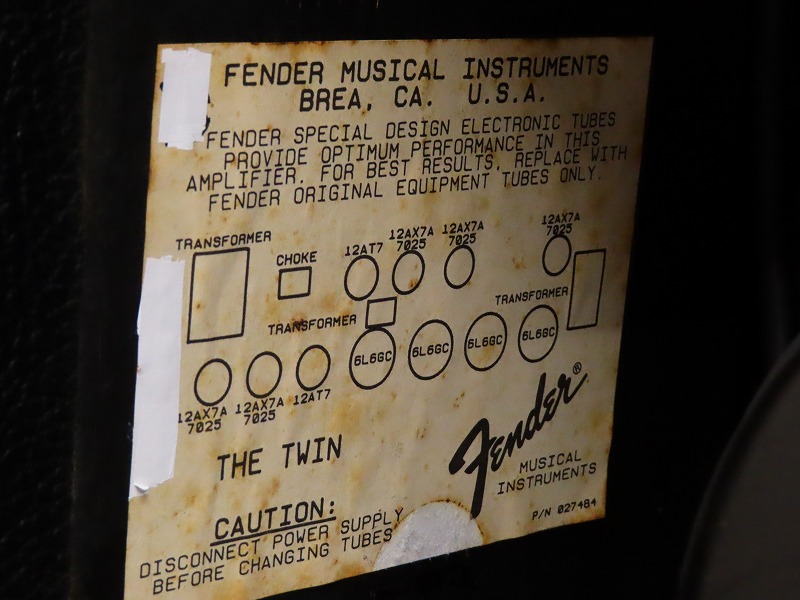 FENDER MUSICAL INSTRUMENTS
BREA, CA. U.S.A.
FENDER SPECIAL DESIGN ELECTRONIC TUBES
PROVIDE OPTIMUM PERFORMANCE IN THIS
AMPLIFIER. FOR BEST RESULTS, REPLACE WITH
FENDER ORIGINAL EQUIPMENT TUBES ONLY.
TRANSFORMER
CHOKE
12AT7
12AX7A
7025
12AX7A
7025
12AX7A
7025
TRANSFORMER
TRANSFORMER
6L6GC
6L6GC
6L6GC
6L6GC
12AX7A
7025
12AX7A
7025
12AT7
THE TWIN
Fender®
MUSICAL
INSTRUMENTS
P/N 027484
CAUTION:
DISCONNECT POWER SUPPLY
BEFORE CHANGING TUBES